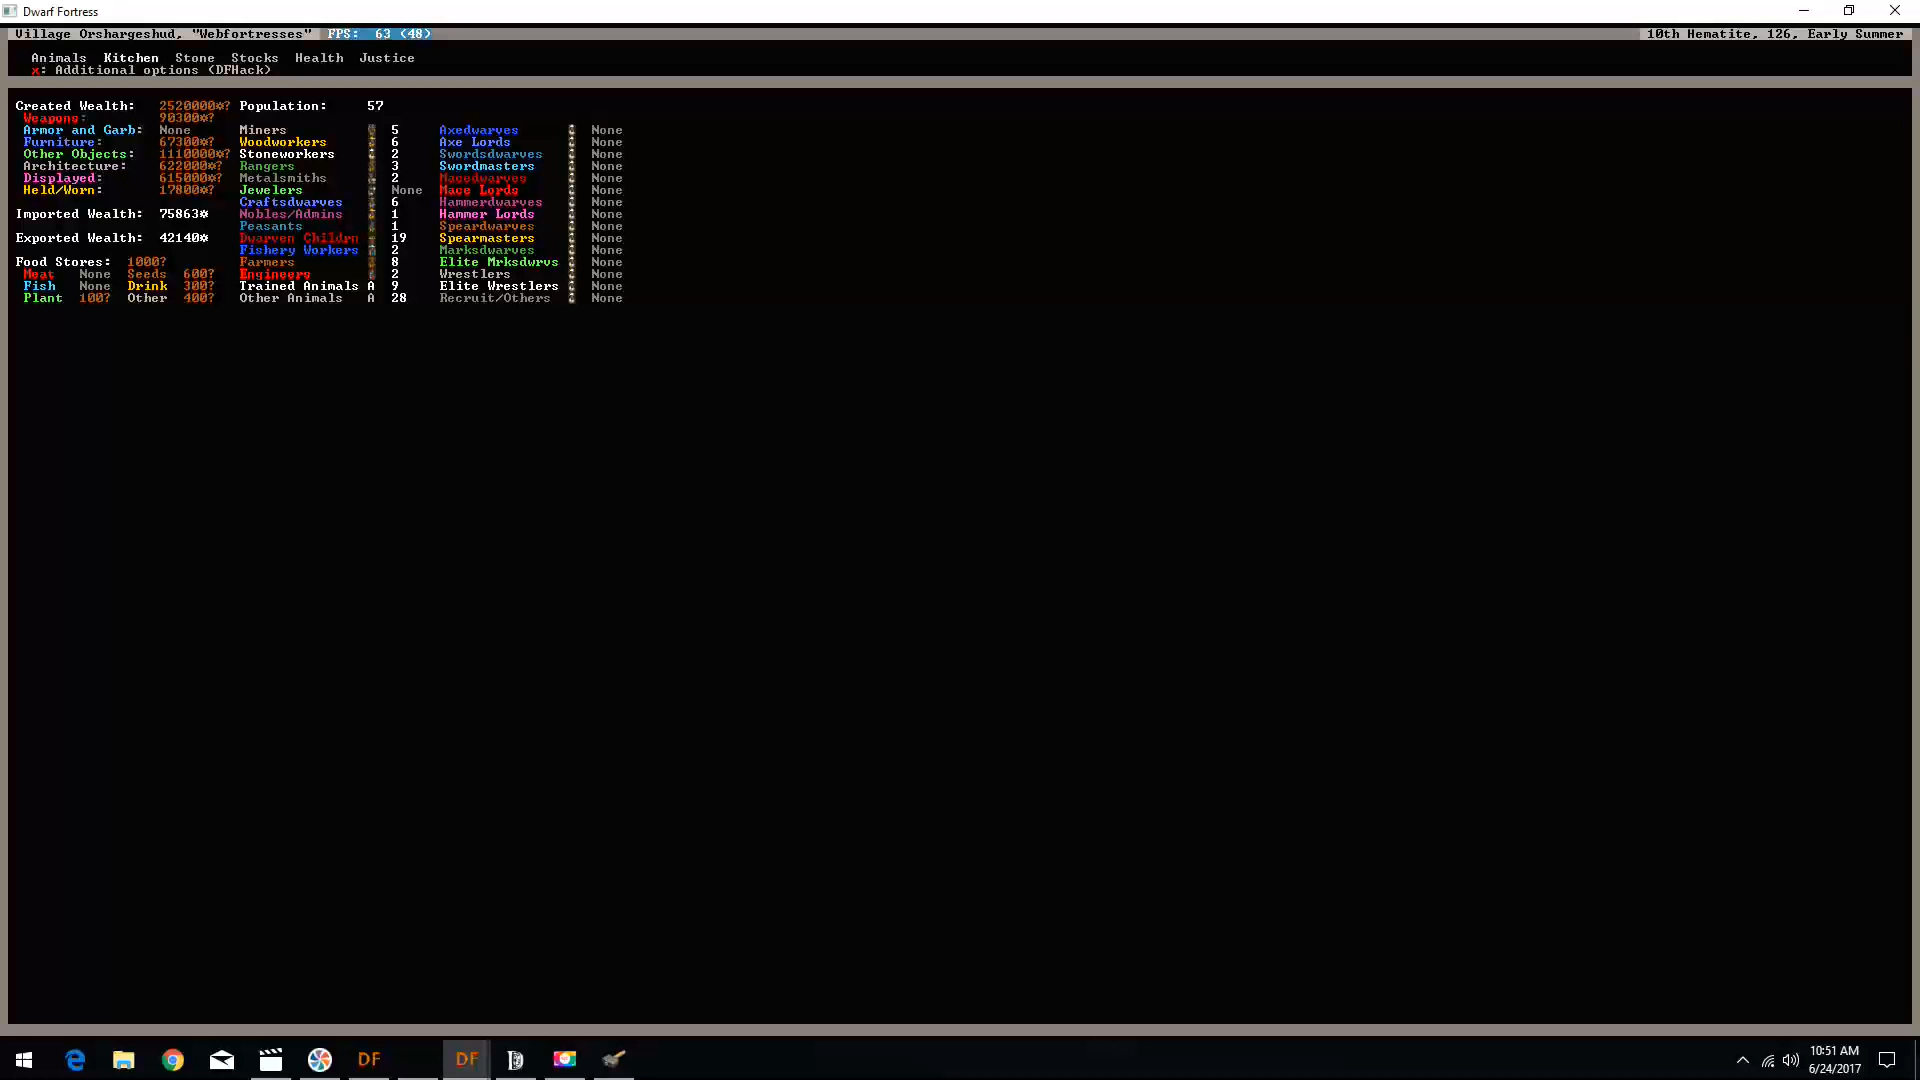 Dwarf Fortress
Village Orshargeshud, "Webfortresses" FPS: 63 (48) 10th Hematite, 126, Early Summer
Animals Kitchen Stone Stocks Health Justice
x: Additional options (DFHack)
Created Wealth: 2520000☼? Population: 57
Weapons: 90300☼?
Armor and Garb: None Miners 5 Axedwarves None
Furniture: 67300☼? Woodworkers 6 Axe Lords None
Other Objects: 1110000☼? Stoneworkers 2 Swordsdwarves None
Architecture: 622000☼? Rangers 3 Swordmasters None
Displayed: 615000☼? Metalsmiths 2 Macedwarves None
Held/Worn: 17800☼? Jewelers None Mace Lords None
Craftsdwarves 6 Hammerdwarves None
Imported Wealth: 75863☼ Nobles/Admins 1 Hammer Lords None
Peasants 1 Speardwarves None
Exported Wealth: 42140☼ Dwarven Childrn 19 Spearmasters None
Fishery Workers 2 Marksdwarves None
Food Stores: 1000? Farmers 8 Elite Mrksdwrvs None
Meat None Seeds 600? Engineers 2 Wrestlers None
Fish None Drink 300? Trained Animals A 9 Elite Wrestlers None
Plant 100? Other 400? Other Animals A 28 Recruit/Others None
DF DF
10:51 AM
6/24/2017